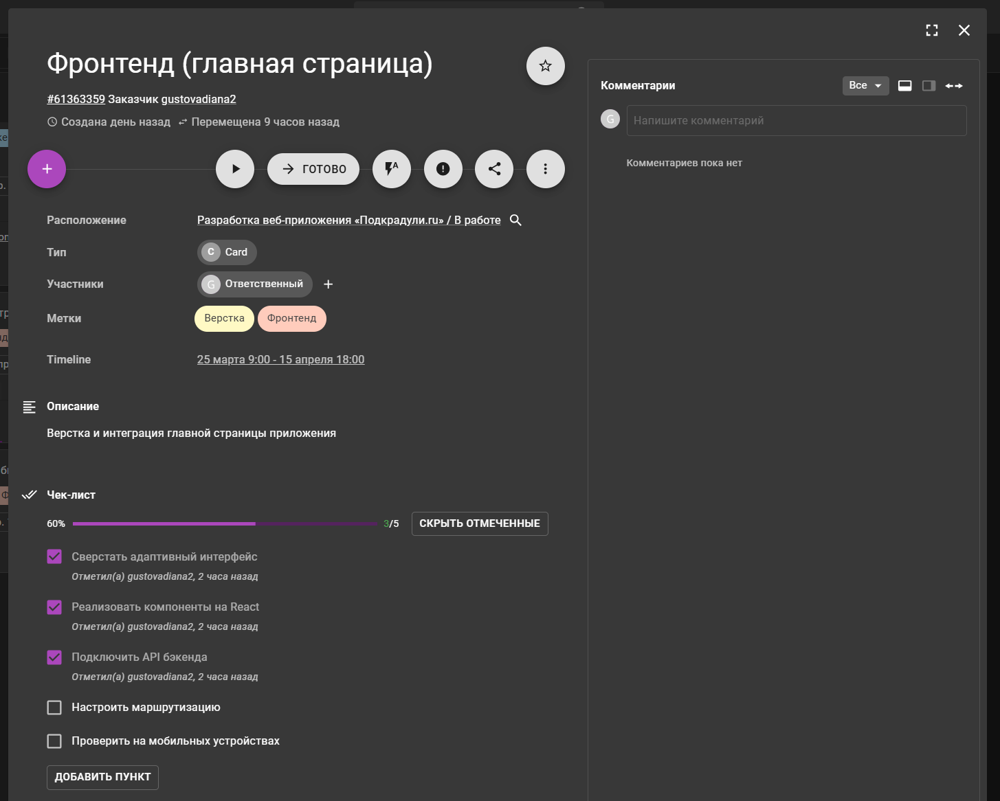 Фронтенд (главная страница)
#61363359 Заказчик gustovadiana2
Создана день назад Перемещена 9 часов назад
ГОТОВО
Расположение Разработка веб-приложения «Подкрадули.ru» / В работе
Тип C Card
Участники G Ответственный +
Метки Верстка Фронтенд
Timeline 25 марта 9:00 - 15 апреля 18:00
Описание
Верстка и интеграция главной страницы приложения
Чек-лист
60% 3/5 СКРЫТЬ ОТМЕЧЕННЫЕ
Сверстать адаптивный интерфейс
Отметил(а) gustovadiana2, 2 часа назад
Реализовать компоненты на React
Отметил(а) gustovadiana2, 2 часа назад
Подключить API бэкенда
Отметил(а) gustovadiana2, 2 часа назад
Настроить маршрутизацию
Проверить на мобильных устройствах
ДОБАВИТЬ ПУНКТ
Комментарии Все
G Напишите комментарий
Комментариев пока нет